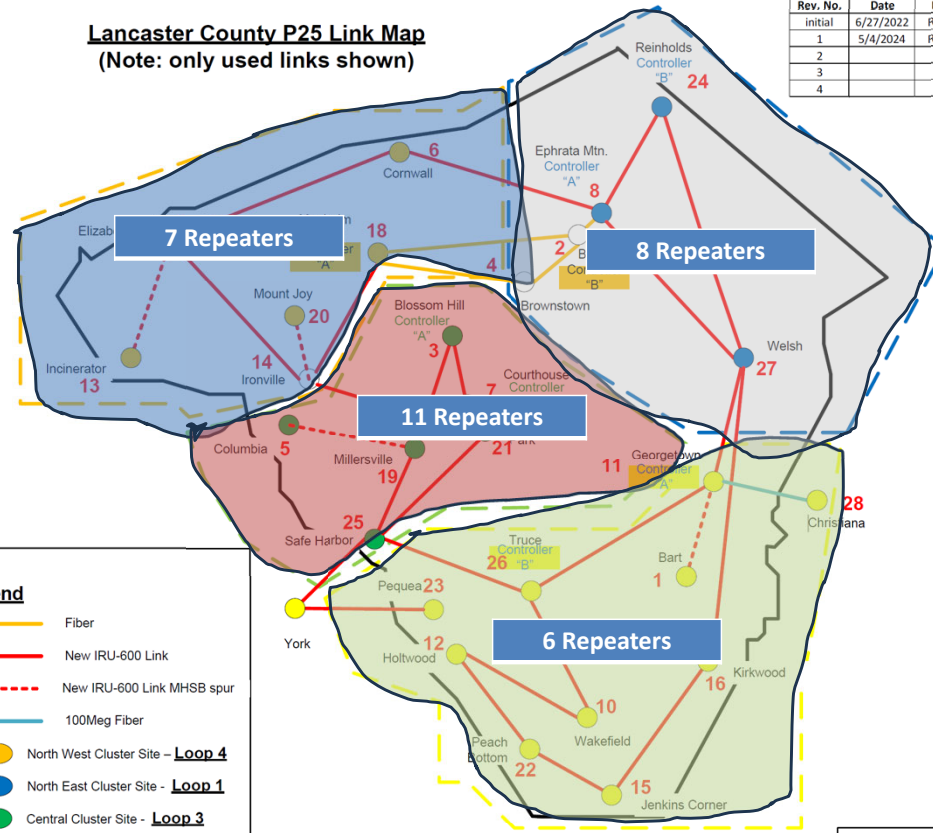 Lancaster County P25 Link Map
(Note: only used links shown)
Rev. No. Date
initial 6/27/2022 R
1 5/4/2024 R
2
3
4
Reinholds
Controller
"B"
24
Ephrata Mtn.
Controller
"A"
8
6
Cornwall
18
Elizab
7 Repeaters
"A"
2
B
8 Repeaters
"B"
4
Brownstown
Mount Joy
20
Blossom Hill
Controller
"A"
3
Incinerator
13
14
Ironville
Welsh
27
Courthouse
Controller
7
11 Repeaters
Columbia
5
Millersville
19
21
Park
11
Georgetown
Controller
"A"
28
Christiana
25
Safe Harbor
Truce
Controller
"B"
26
Bart
1
Pequea
23
York
12
Holtwood
6 Repeaters
16
Kirkwood
10
Wakefield
Peach
Bottom
22
15
Jenkins Corner
end
Fiber
New IRU-600 Link
New IRU-600 Link MHSB spur
100Meg Fiber
North West Cluster Site – Loop 4
North East Cluster Site - Loop 1
Central Cluster Site - Loop 3